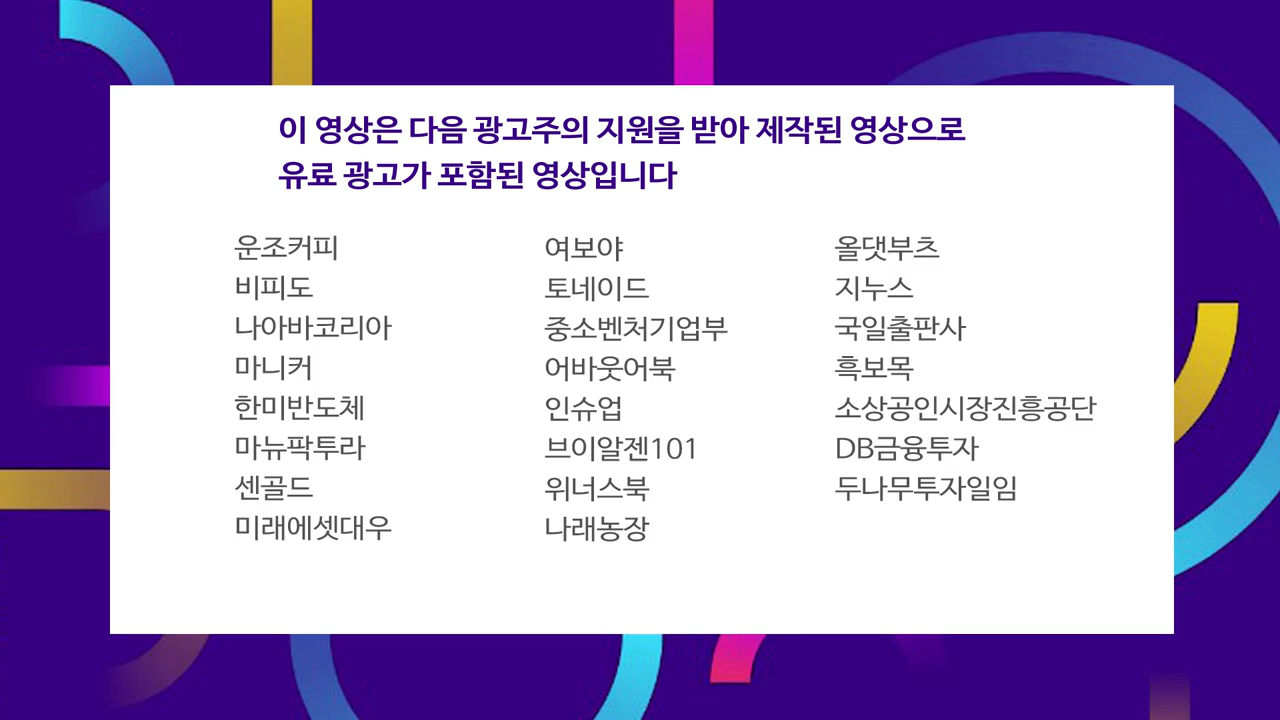 이 영상은 다음 광고주의 지원을 받아 제작된 영상으로
유료 광고가 포함된 영상입니다
운조커피
비피도
나아바코리아
마니커
한미반도체
마뉴팍투라
센골드
미래에셋대우
여보야
토네이드
중소벤처기업부
어바웃어북
인슈업
브이알젠101
위너스북
나래농장
올댓부츠
지누스
국일출판사
흑보목
소상공인시장진흥공단
DB금융투자
두나무투자일임